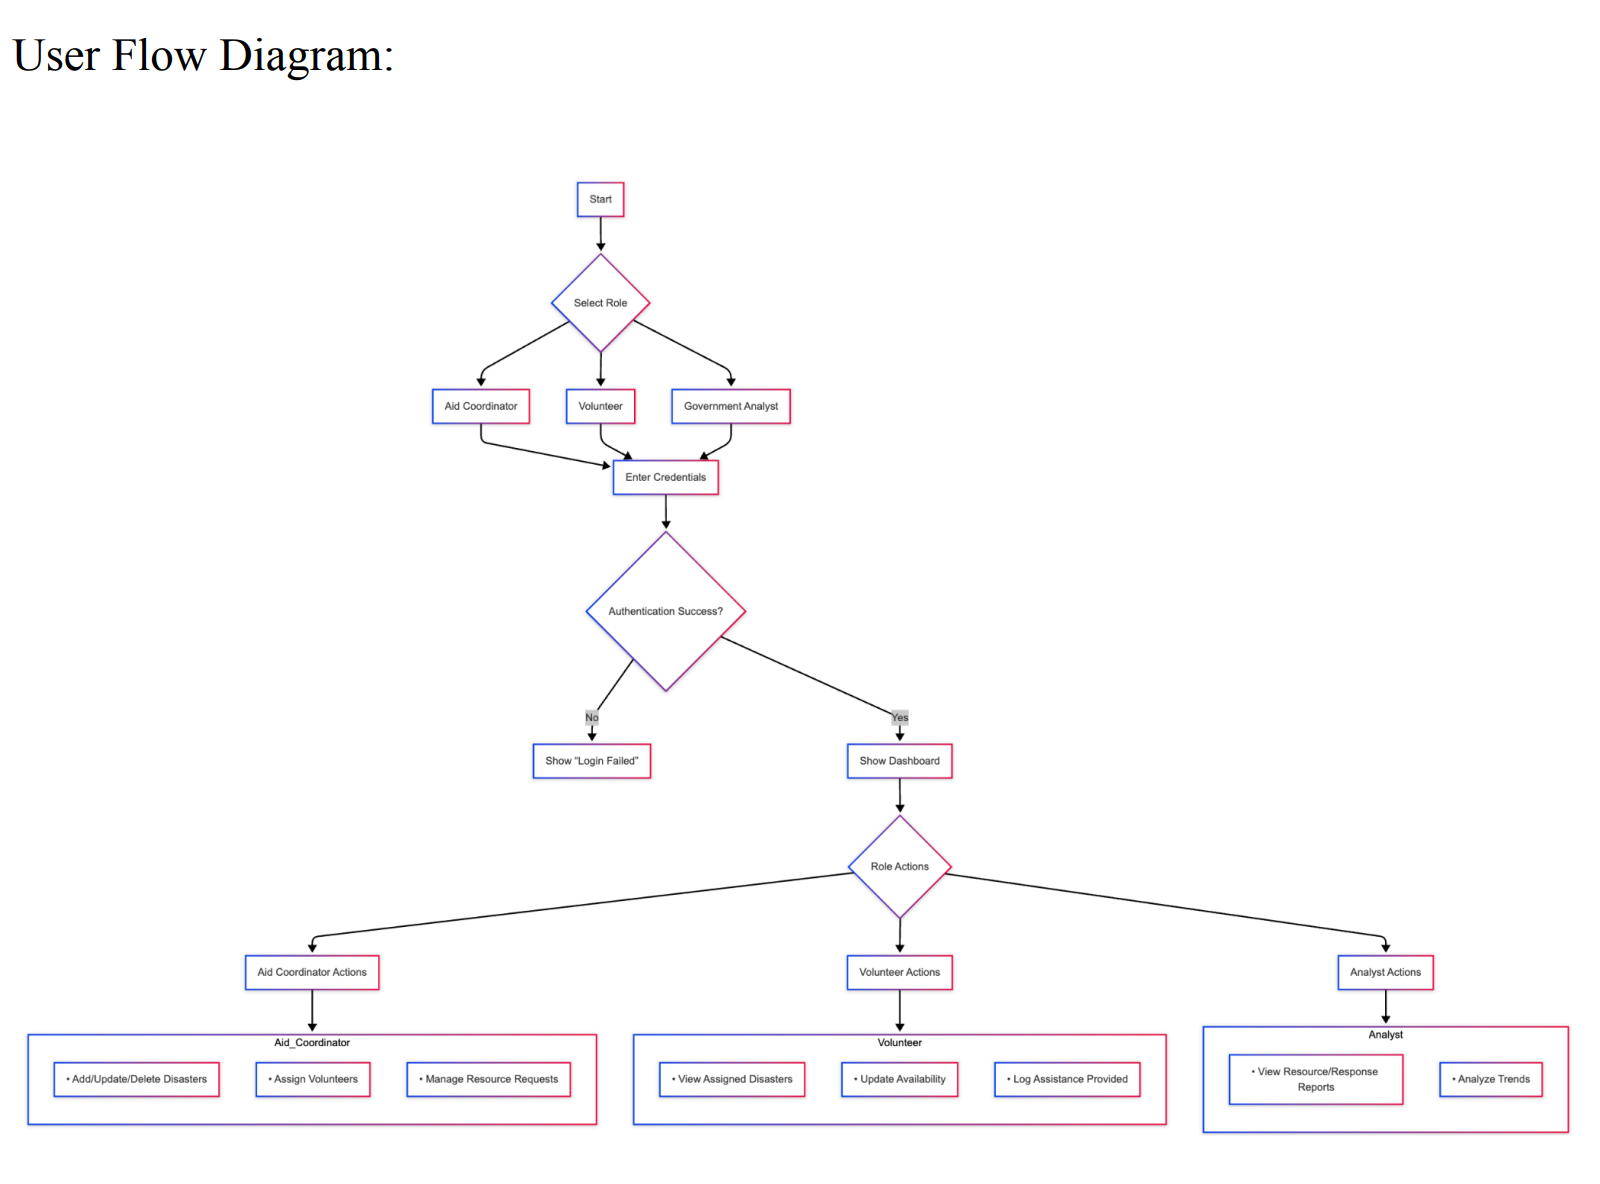 User Flow Diagram:
Start
Select Role
Aid Coordinator
Volunteer
Government Analyst
Enter Credentials
Authentication Success?
No
Yes
Show “Login Failed”
Show Dashboard
Role Actions
Aid Coordinator Actions
Volunteer Actions
Analyst Actions
Aid_Coordinator
• Add/Update/Delete Disasters
• Assign Volunteers
• Manage Resource Requests
Volunteer
• View Assigned Disasters
• Update Availability
• Log Assistance Provided
Analyst
• View Resource/Response
Reports
• Analyze Trends